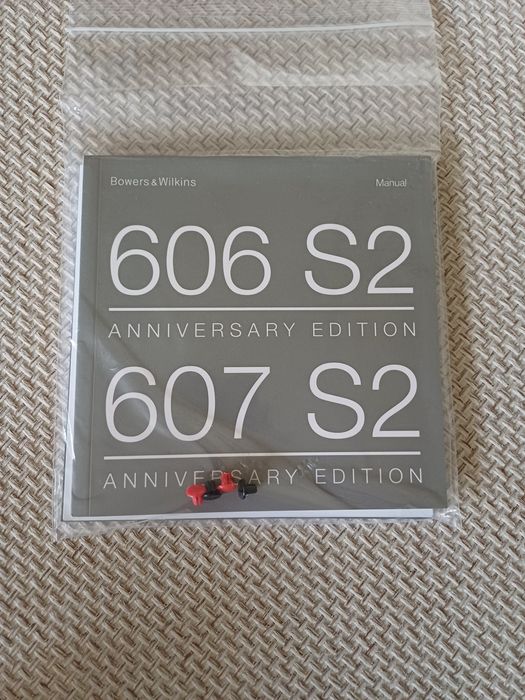 Bowers & Wilkins Manual
606 S2
ANNIVERSARY EDITION
607 S2
ANNIVERSARY EDITION